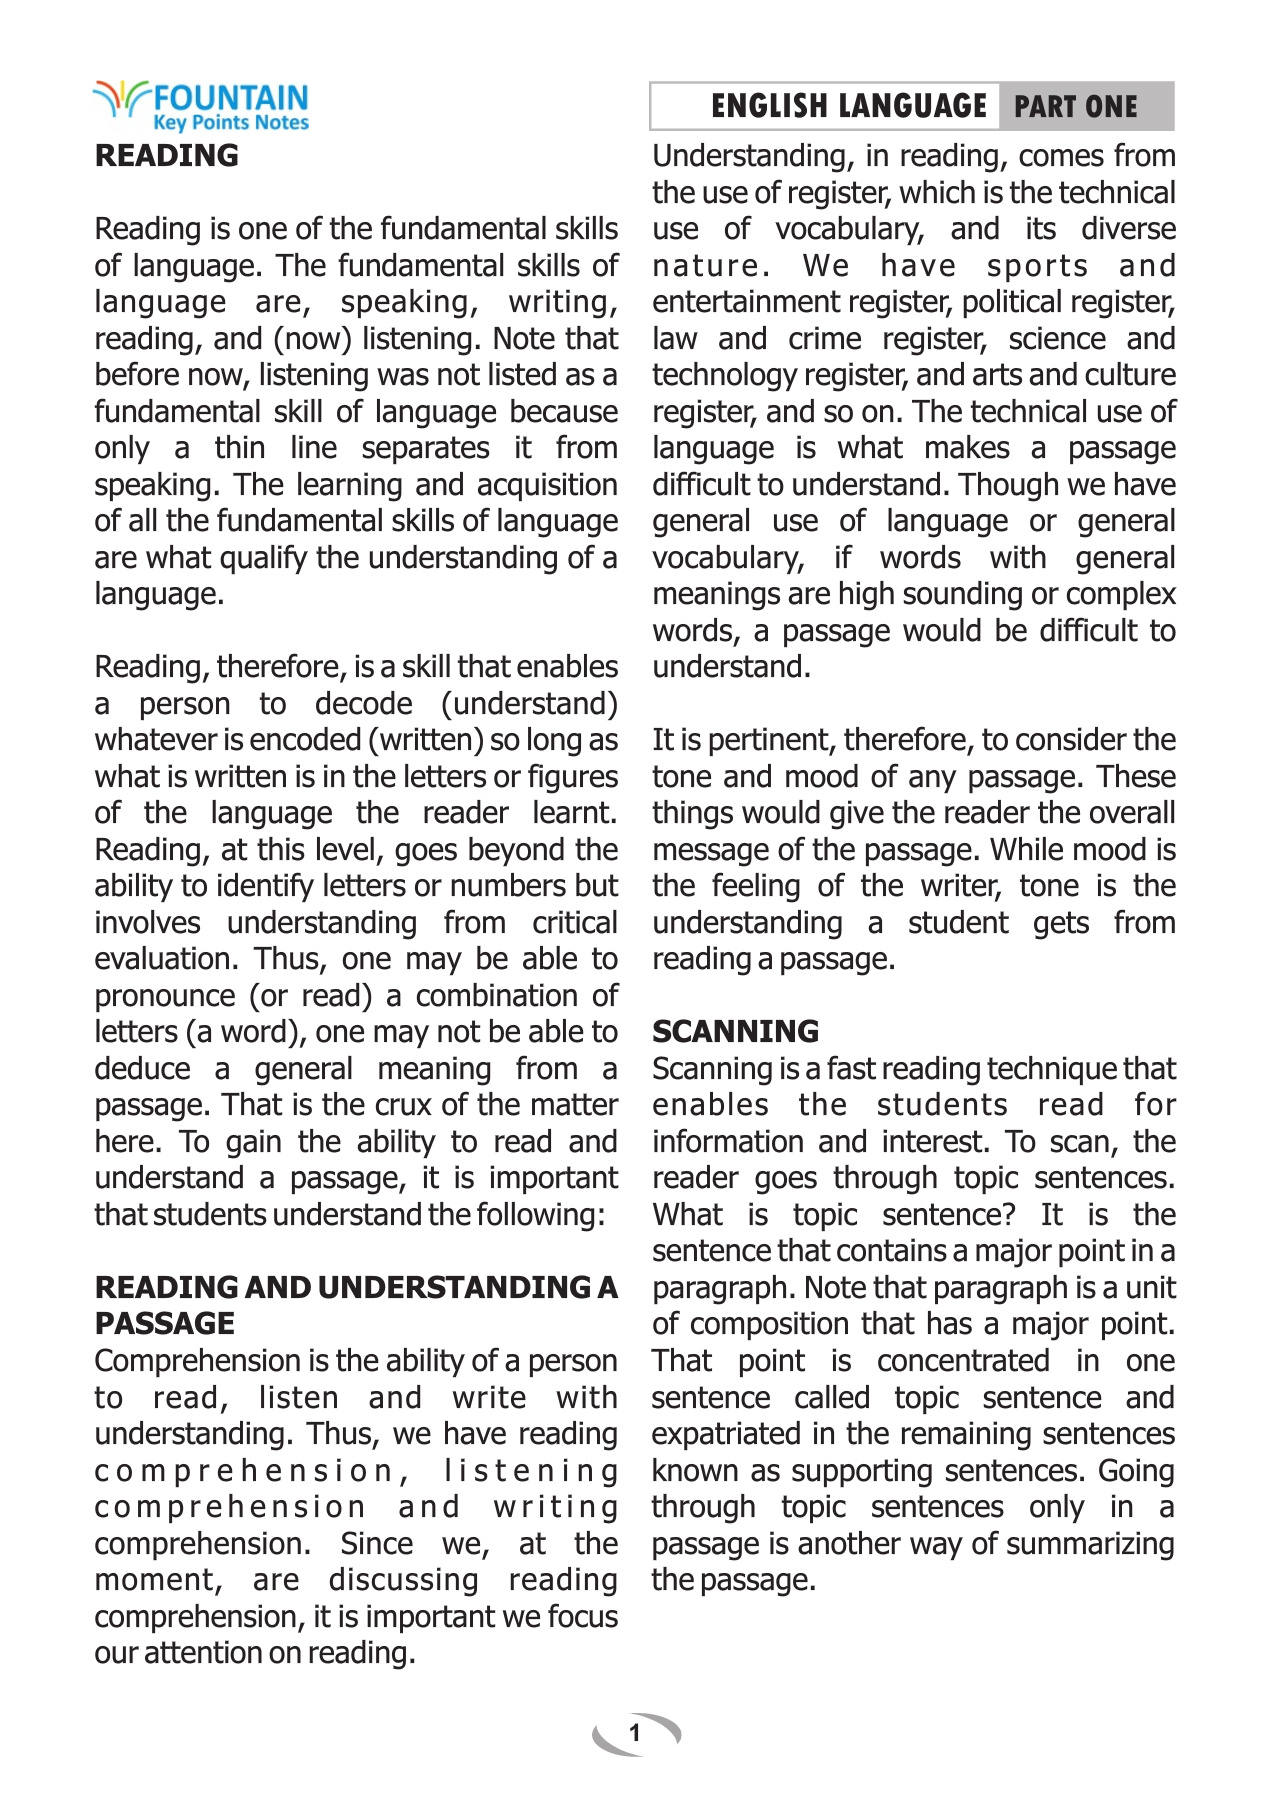 FOUNTAIN
Key Points Notes
ENGLISH LANGUAGE PART ONE
READING
Reading is one of the fundamental skills
of language. The fundamental skills of
language are, speaking, writing,
reading, and (now) listening. Note that
before now, listening was not listed as a
fundamental skill of language because
only a thin line separates it from
speaking. The learning and acquisition
of all the fundamental skills of language
are what qualify the understanding of a
language.
Reading, therefore, is a skill that enables
a person to decode (understand)
whatever is encoded (written) so long as
what is written is in the letters or figures
of the language the reader learnt.
Reading, at this level, goes beyond the
ability to identify letters or numbers but
involves understanding from critical
evaluation. Thus, one may be able to
pronounce (or read) a combination of
letters (a word), one may not be able to
deduce a general meaning from a
passage. That is the crux of the matter
here. To gain the ability to read and
understand a passage, it is important
that students understand the following:
READING AND UNDERSTANDING A
PASSAGE
Comprehension is the ability of a person
to read, listen and write with
understanding. Thus, we have reading
comprehension, listening
comprehension and writing
comprehension. Since we, at the
moment, are discussing reading
comprehension, it is important we focus
our attention on reading.
Understanding, in reading, comes from
the use of register, which is the technical
use of vocabulary, and its diverse
nature. We have sports and
entertainment register, political register,
law and crime register, science and
technology register, and arts and culture
register, and so on. The technical use of
language is what makes a passage
difficult to understand. Though we have
general use of language or general
vocabulary, if words with general
meanings are high sounding or complex
words, a passage would be difficult to
understand.
It is pertinent, therefore, to consider the
tone and mood of any passage. These
things would give the reader the overall
message of the passage. While mood is
the feeling of the writer, tone is the
understanding a student gets from
reading a passage.
SCANNING
Scanning is a fast reading technique that
enables the students read for
information and interest. To scan, the
reader goes through topic sentences.
What is topic sentence? It is the
sentence that contains a major point in a
paragraph. Note that paragraph is a unit
of composition that has a major point.
That point is concentrated in one
sentence called topic sentence and
expatriated in the remaining sentences
known as supporting sentences. Going
through topic sentences only in a
passage is another way of summarizing
the passage.
1